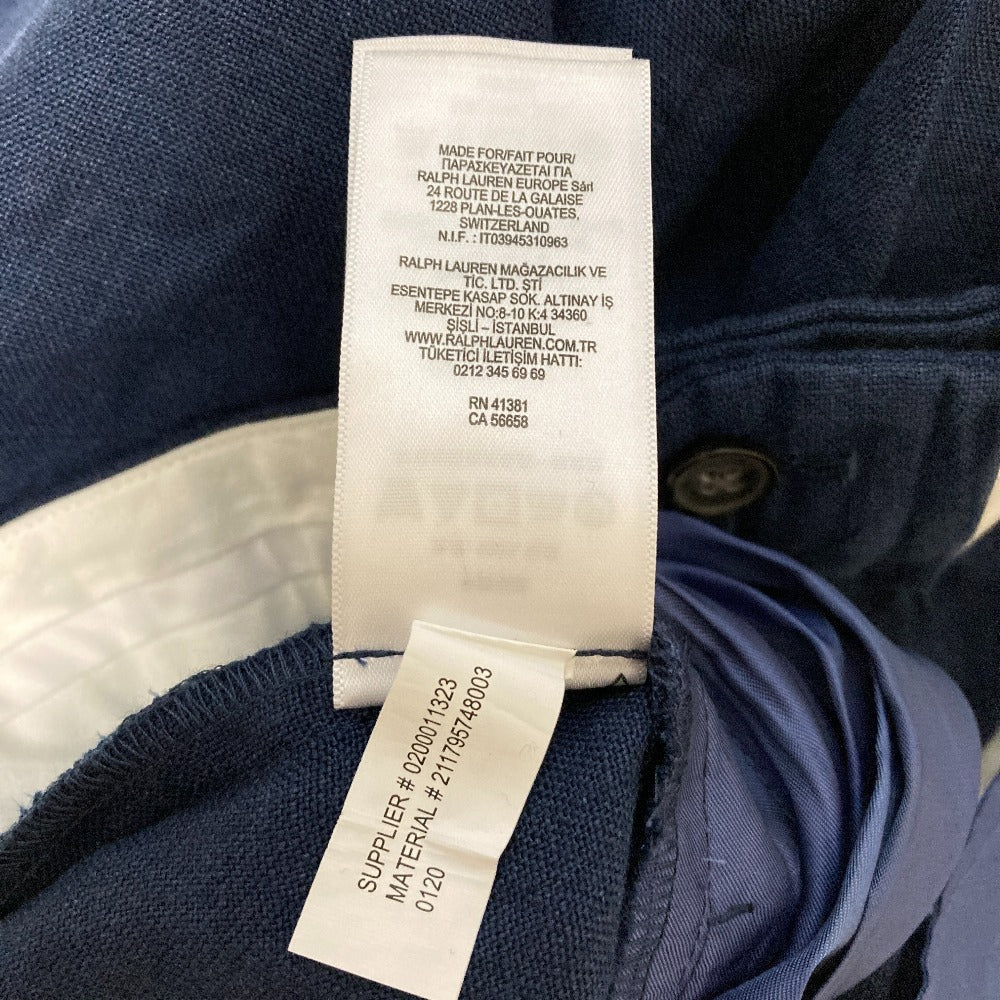 MADE FOR/FAIT POUR/
ΠΑΡΑΣΚΕΥΑΖΕΤΑΙ ΓΙΑ
RALPH LAUREN EUROPE Sárl
24 ROUTE DE LA GALAISE
1228 PLAN-LES-OUATES,
SWITZERLAND
N.I.F. : IT03945310963
RALPH LAUREN MAĞAZACILIK VE
TİC. LTD. ŞTİ
ESENTEPE KASAP SOK. ALTINAY İŞ
MERKEZİ NO:8-10 K:4 34360
ŞİŞLİ – İSTANBUL
WWW.RALPHLAUREN.COM.TR
TÜKETİCİ İLETİŞİM HATTI:
0212 345 69 69
RN 41381
CA 56658
SUPPLIER # 0200011323
MATERIAL # 211795748003
0120